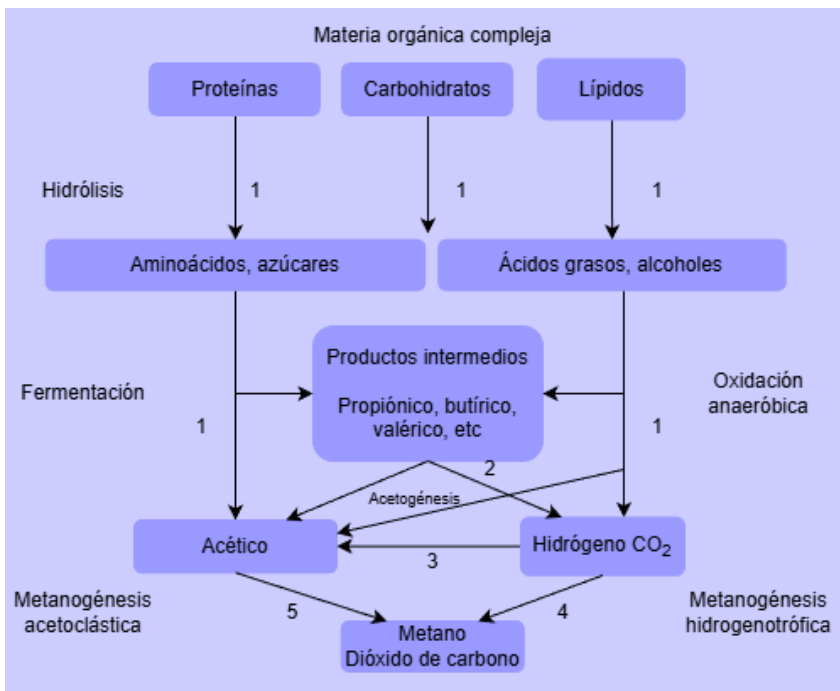 Materia orgánica compleja
Proteínas
Carbohidratos
Lípidos
Hidrólisis
1
1
1
Aminoácidos, azúcares
Ácidos grasos, alcoholes
Fermentación
Productos intermedios
Propiónico, butírico,
valérico, etc
Oxidación
anaeróbica
1
1
2
Acetogénesis
Acético
Hidrógeno CO₂
3
Metanogénesis
acetoclástica
5
4
Metanogénesis
hidrogenotrófica
Metano
Dióxido de carbono